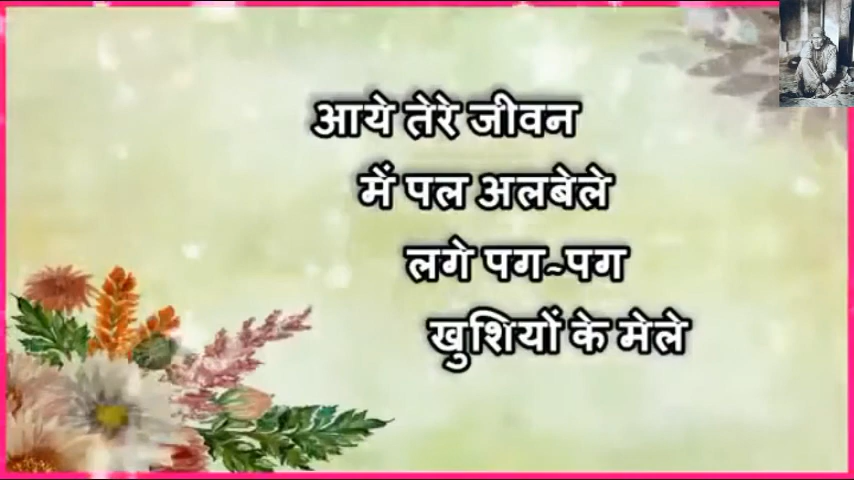 आये तेरे जीवन
में पल अलबेले
लगे पग~पग
खुशियों के मेले